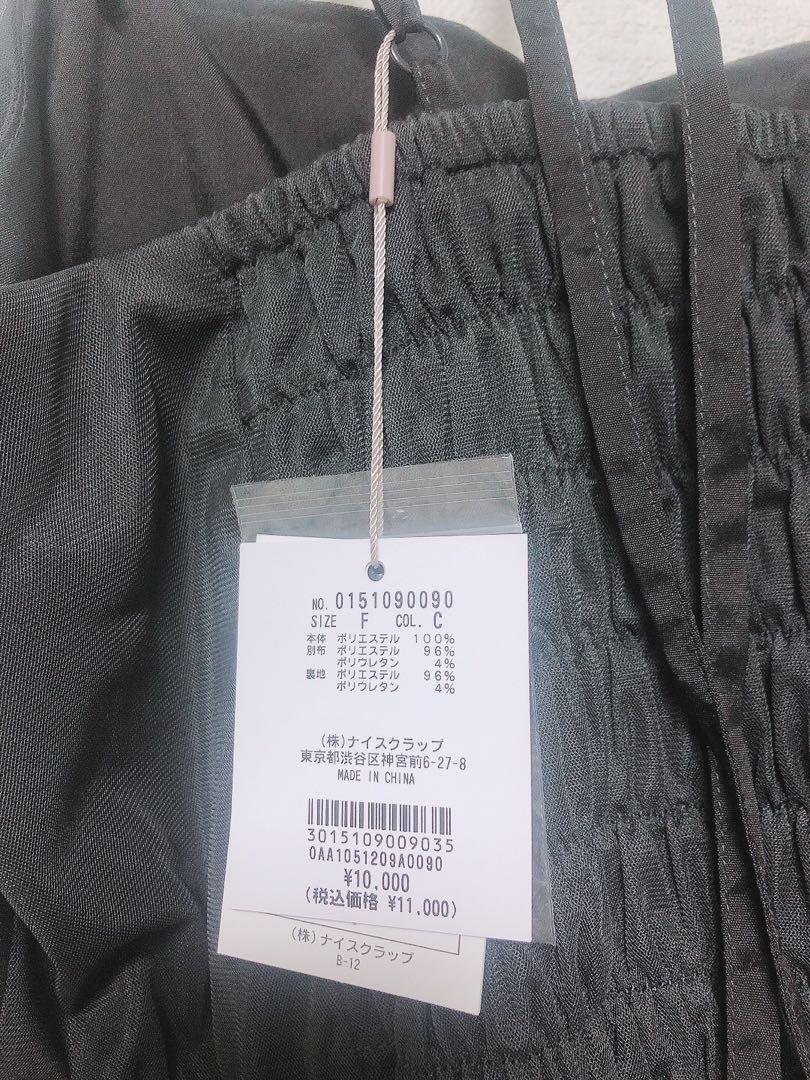 NO. 0151090090
SIZE F COL. C
本体 ポリエステル 100%
別布 ポリエステル 96%
ポリウレタン 4%
裏地 ポリエステル 96%
ポリウレタン 4%
(株)ナイスクラップ
東京都渋谷区神宮前6-27-8
MADE IN CHINA
3015109009035
0AA1051209A0090
¥10,000
(税込価格 ¥11,000)
(株)ナイスクラップ
B-12